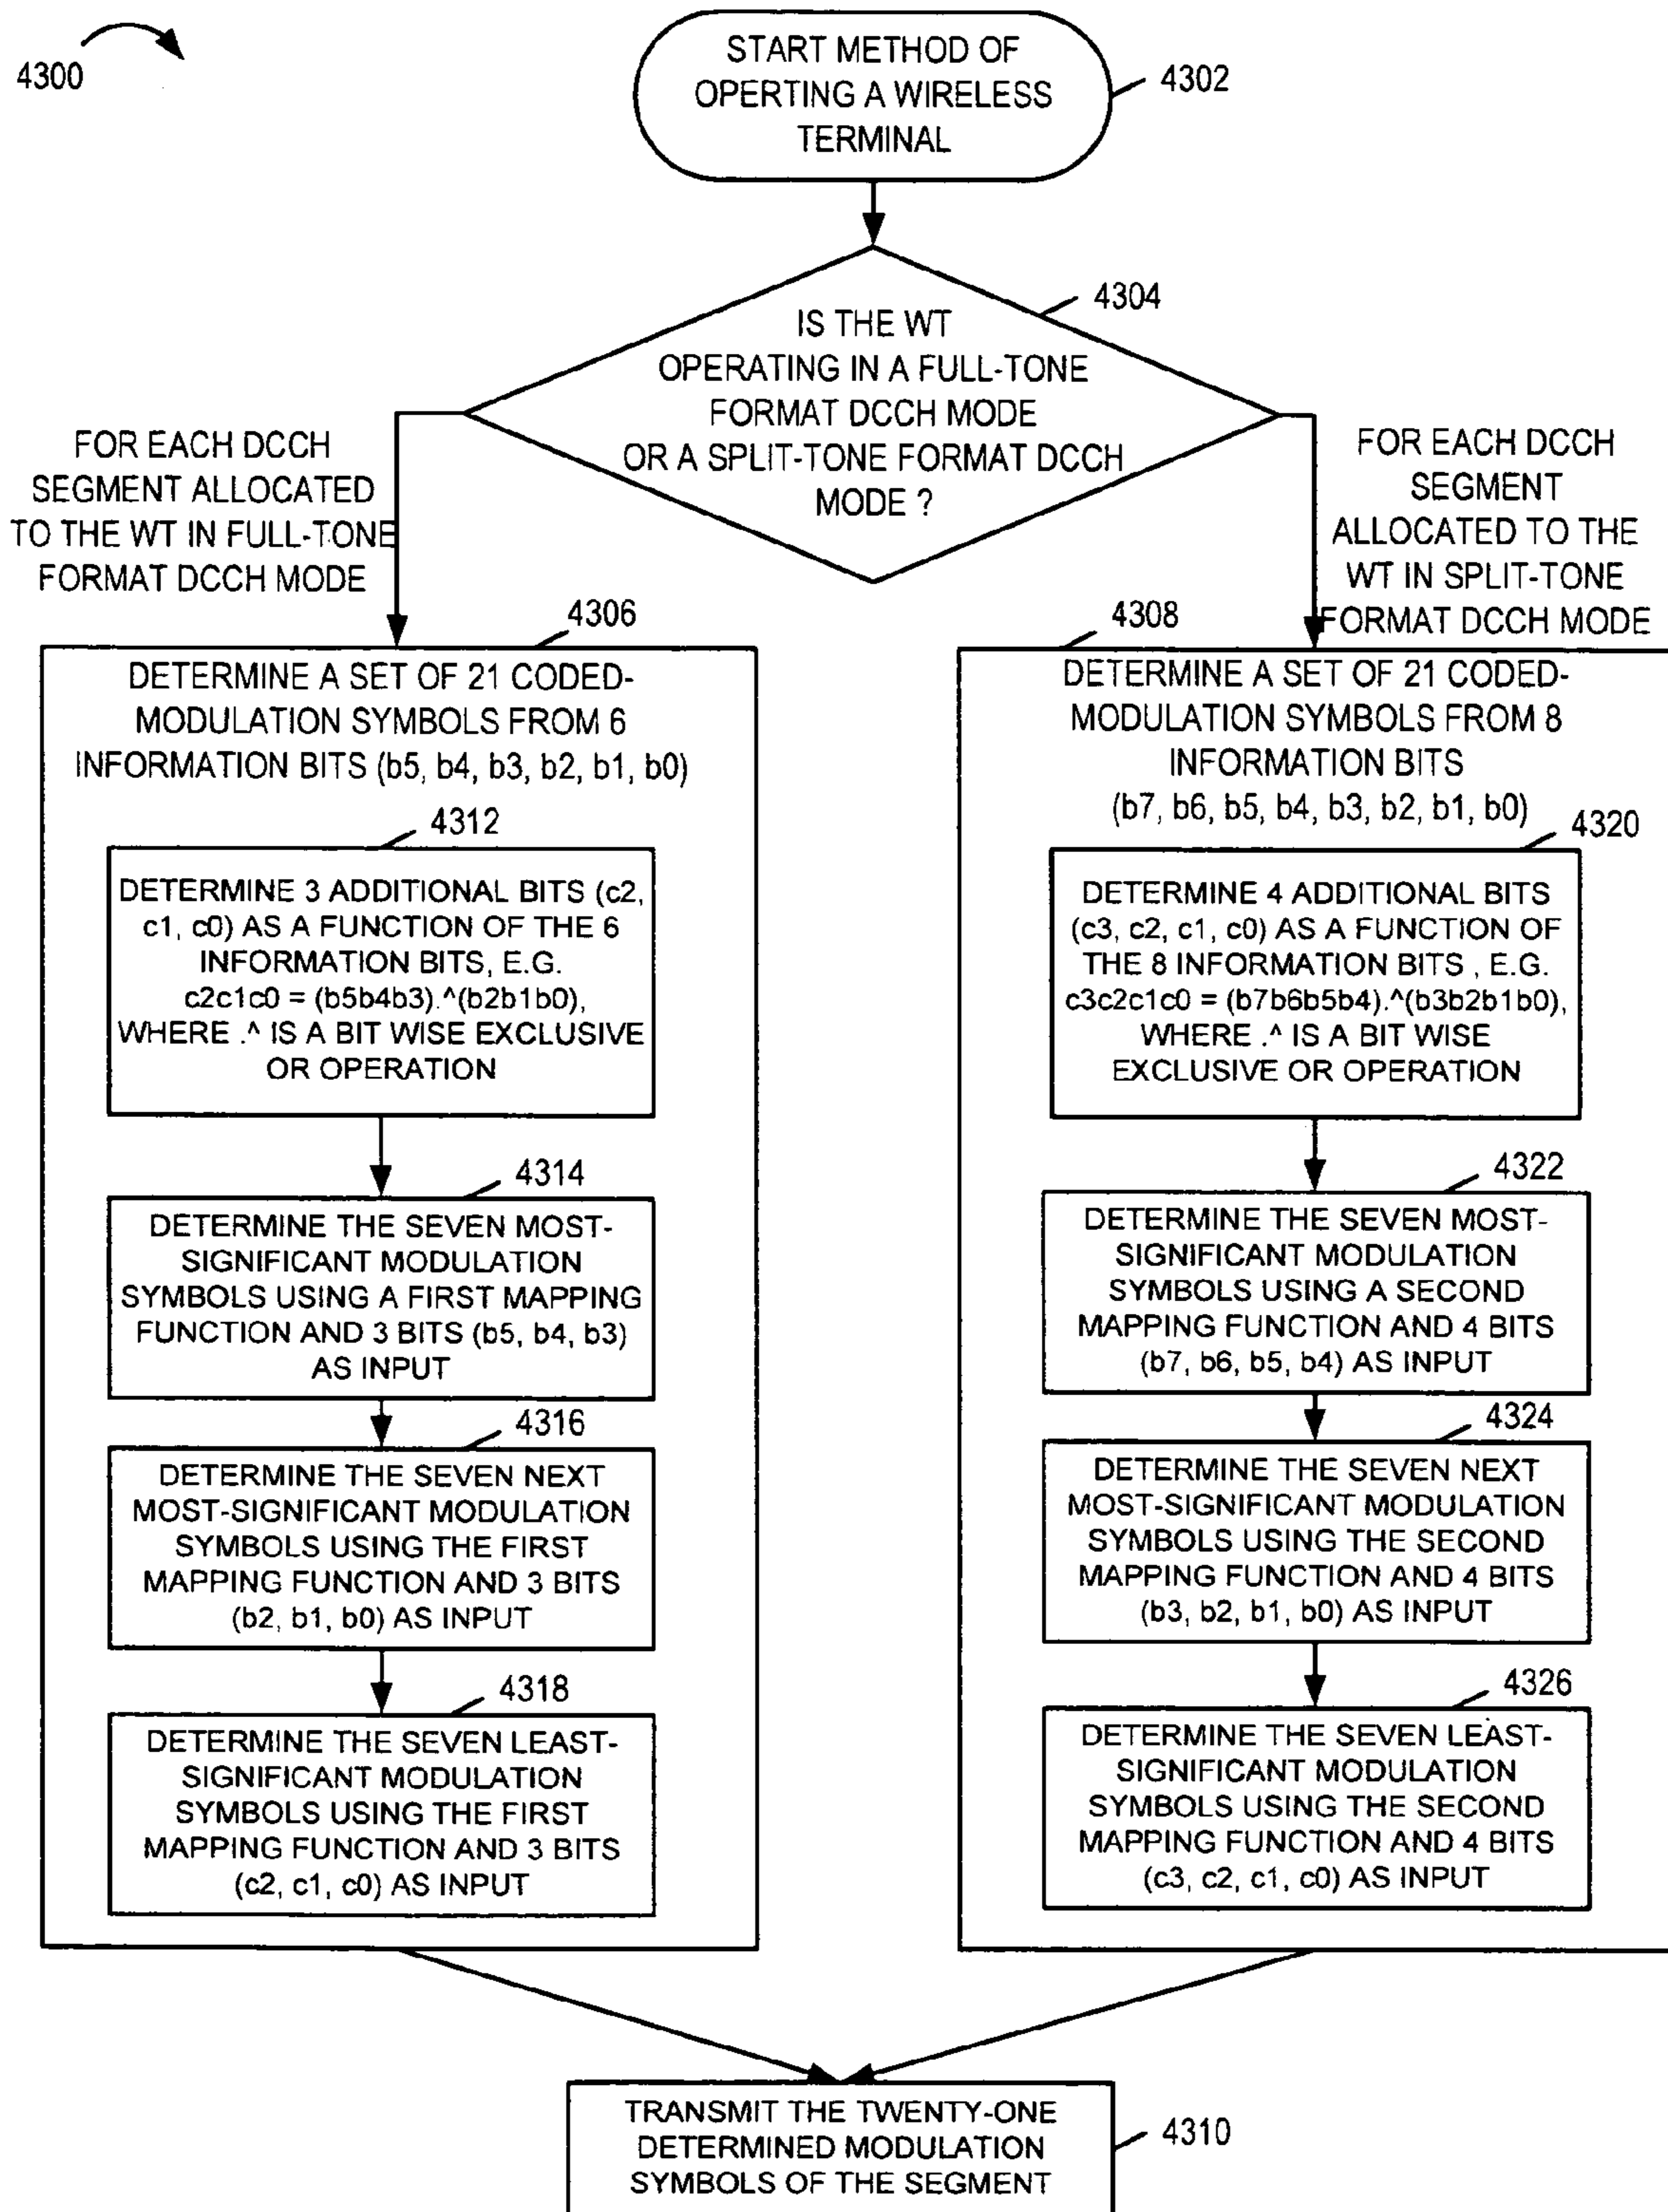 4300
START METHOD OF
OPERTING A WIRELESS
TERMINAL
4302
4304
IS THE WT
OPERATING IN A FULL-TONE
FORMAT DCCH MODE
OR A SPLIT-TONE FORMAT DCCH
MODE ?
FOR EACH DCCH
SEGMENT ALLOCATED
TO THE WT IN FULL-TONE
FORMAT DCCH MODE
FOR EACH DCCH
SEGMENT
ALLOCATED TO THE
WT IN SPLIT-TONE
FORMAT DCCH MODE
4306
DETERMINE A SET OF 21 CODED-
MODULATION SYMBOLS FROM 6
INFORMATION BITS (b5, b4, b3, b2, b1, b0)
4312
DETERMINE 3 ADDITIONAL BITS (c2,
c1, c0) AS A FUNCTION OF THE 6
INFORMATION BITS, E.G.
c2c1c0 = (b5b4b3).^(b2b1b0),
WHERE .^ IS A BIT WISE EXCLUSIVE
OR OPERATION
4314
DETERMINE THE SEVEN MOST-
SIGNIFICANT MODULATION
SYMBOLS USING A FIRST MAPPING
FUNCTION AND 3 BITS (b5, b4, b3)
AS INPUT
4316
DETERMINE THE SEVEN NEXT
MOST-SIGNIFICANT MODULATION
SYMBOLS USING THE FIRST
MAPPING FUNCTION AND 3 BITS
(b2, b1, b0) AS INPUT
4318
DETERMINE THE SEVEN LEAST-
SIGNIFICANT MODULATION
SYMBOLS USING THE FIRST
MAPPING FUNCTION AND 3 BITS
(c2, c1, c0) AS INPUT
4308
DETERMINE A SET OF 21 CODED-
MODULATION SYMBOLS FROM 8
INFORMATION BITS
(b7, b6, b5, b4, b3, b2, b1, b0)
4320
DETERMINE 4 ADDITIONAL BITS
(c3, c2, c1, c0) AS A FUNCTION OF
THE 8 INFORMATION BITS , E.G.
c3c2c1c0 = (b7b6b5b4).^(b3b2b1b0),
WHERE .^ IS A BIT WISE
EXCLUSIVE OR OPERATION
4322
DETERMINE THE SEVEN MOST-
SIGNIFICANT MODULATION
SYMBOLS USING A SECOND
MAPPING FUNCTION AND 4 BITS
(b7, b6, b5, b4) AS INPUT
4324
DETERMINE THE SEVEN NEXT
MOST-SIGNIFICANT MODULATION
SYMBOLS USING THE SECOND
MAPPING FUNCTION AND 4 BITS
(b3, b2, b1, b0) AS INPUT
4326
DETERMINE THE SEVEN LEAST-
SIGNIFICANT MODULATION
SYMBOLS USING THE SECOND
MAPPING FUNCTION AND 4 BITS
(c3, c2, c1, c0) AS INPUT
TRANSMIT THE TWENTY-ONE
DETERMINED MODULATION
SYMBOLS OF THE SEGMENT
4310